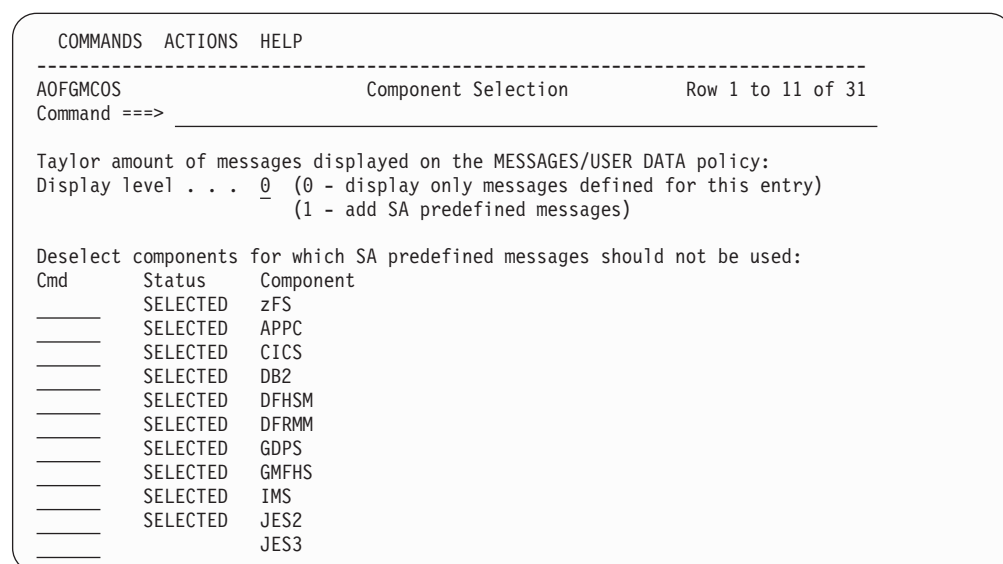 COMMANDS ACTIONS HELP
-------------------------------------------------------------------------------
AOFGMCOS Component Selection Row 1 to 11 of 31
Command ===> 
Taylor amount of messages displayed on the MESSAGES/USER DATA policy:
Display level . . . 0 (0 - display only messages defined for this entry)
(1 - add SA predefined messages)
Deselect components for which SA predefined messages should not be used:
Cmd Status Component
SELECTED zFS
SELECTED APPC
SELECTED CICS
SELECTED DB2
SELECTED DFHSM
SELECTED DFRMM
SELECTED GDPS
SELECTED GMFHS
SELECTED IMS
SELECTED JES2
JES3